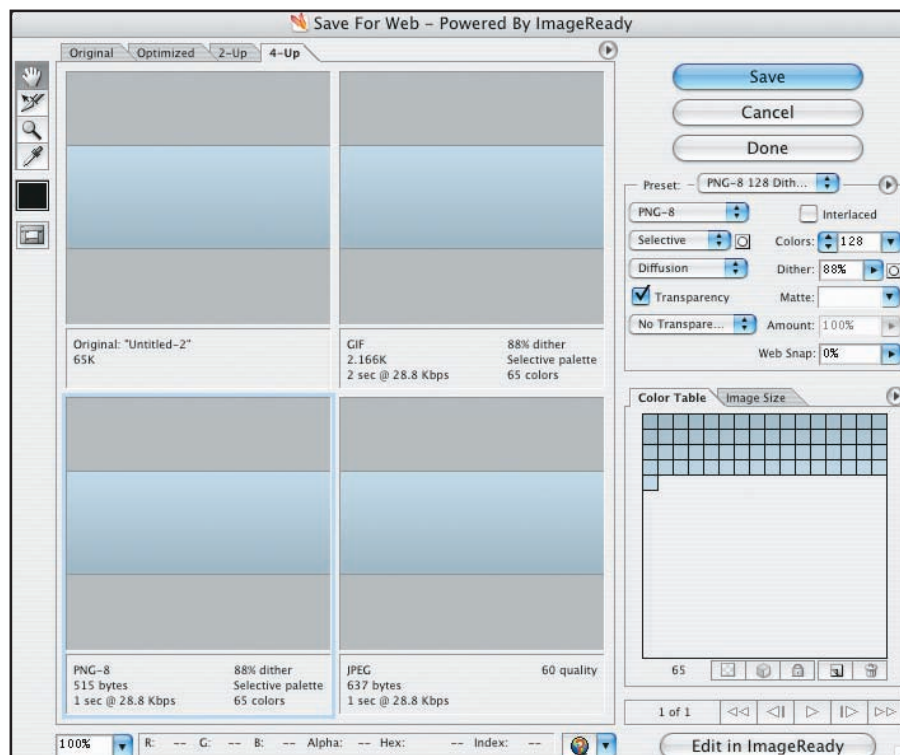 Save For Web - Powered By ImageReady
Original
Optimized
2-Up
4-Up
Save
Cancel
Done
Preset:
PNG-8 128 Dith...
PNG-8
Interlaced
Selective
Colors:
128
Diffusion
Dither:
88%
Transparency
Matte:
No Transpare...
Amount:
100%
Web Snap:
0%
Original: "Untitled-2"
65K
GIF
2.166K
2 sec @ 28.8 Kbps
88% dither
Selective palette
65 colors
Color Table
Image Size
PNG-8
515 bytes
1 sec @ 28.8 Kbps
88% dither
Selective palette
65 colors
JPEG
637 bytes
1 sec @ 28.8 Kbps
60 quality
65
1 of 1
100%
R: -- G: -- B: -- Alpha: -- Hex: -- Index: --
Edit in ImageReady